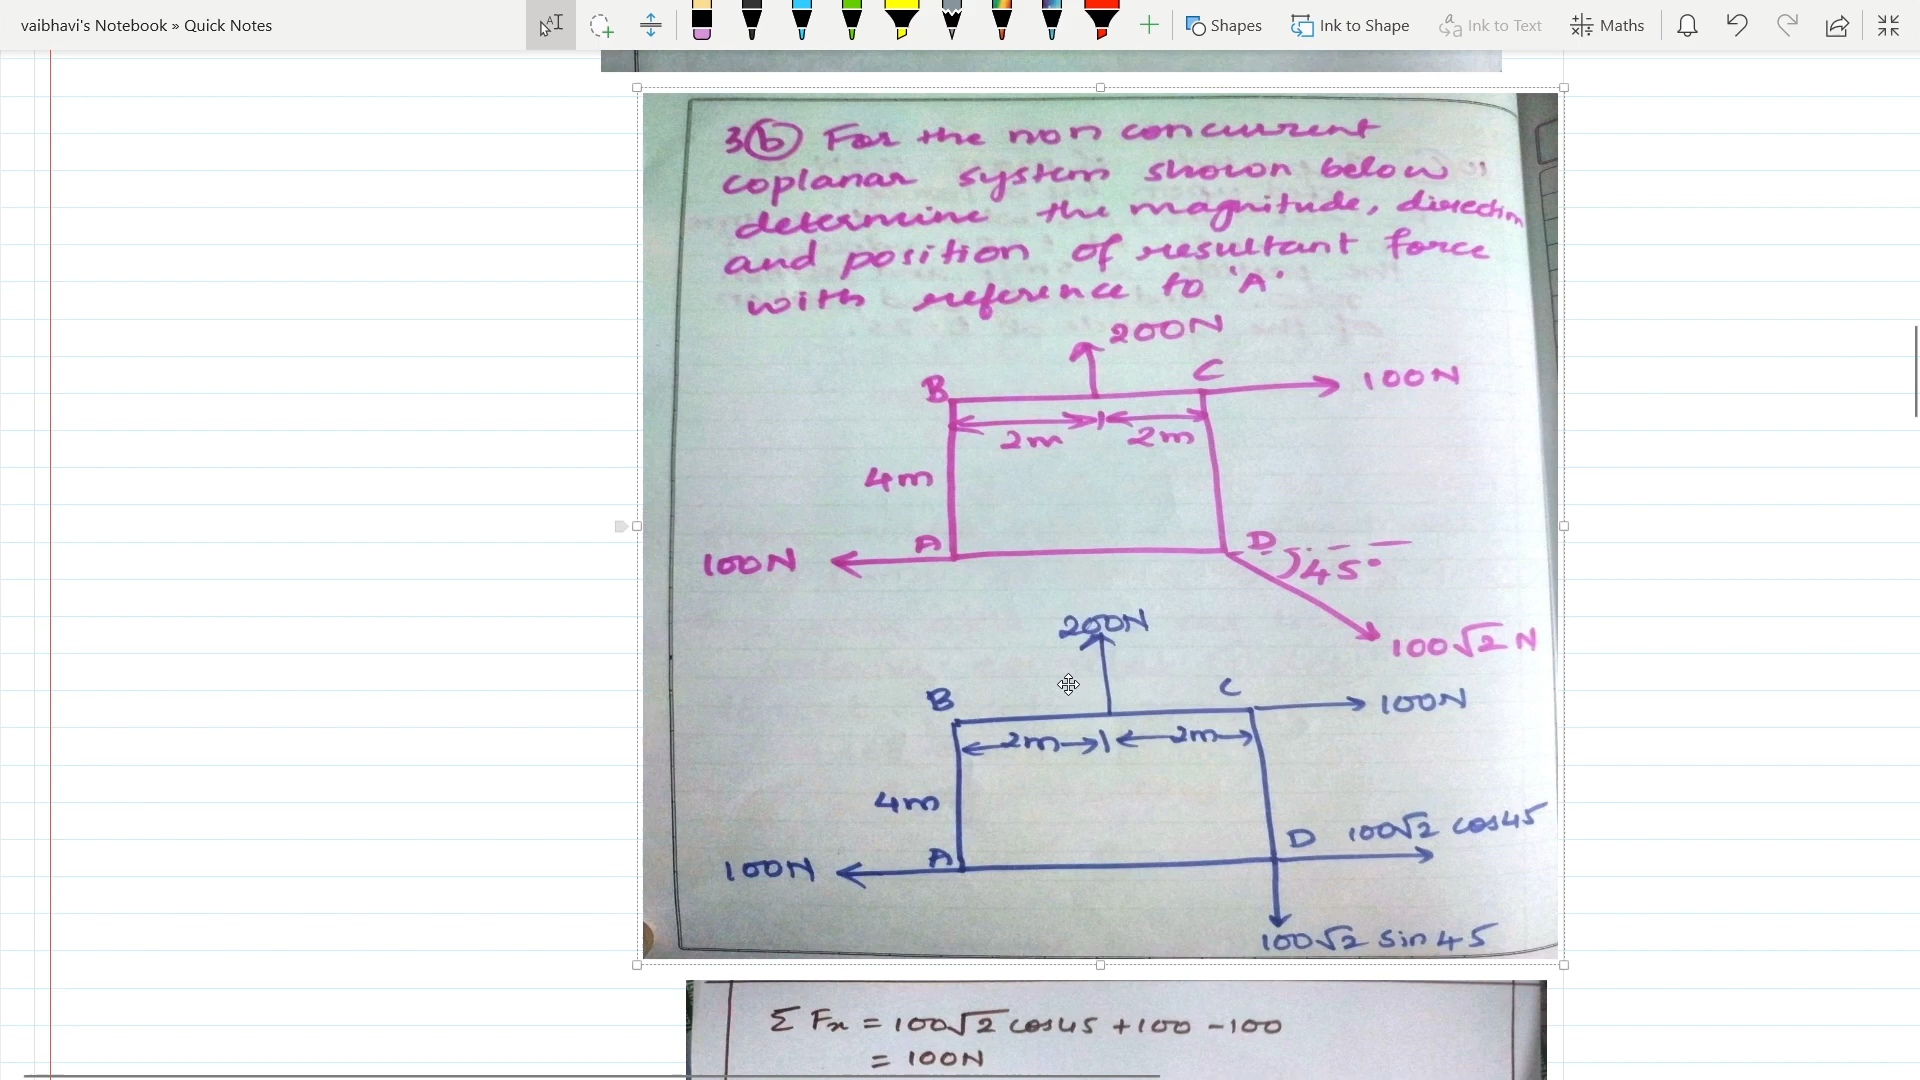 vaibhavi's Notebook » Quick Notes
Shapes
Ink to Shape
Ink to Text
Maths
3(b) For the non concurrent
coplanar system shown below,
determine the magnitude, direction
and position of resultant force
with reference to 'A'
200N
B
C
100N
2m
2m
4m
A
D
100N
45°
100√2 N
200N
B
C
100N
2m
2m
4m
D
100√2 cos45
A
100N
100√2 sin45
Σ Fx = 100√2 cos45 + 100 - 100
= 100N